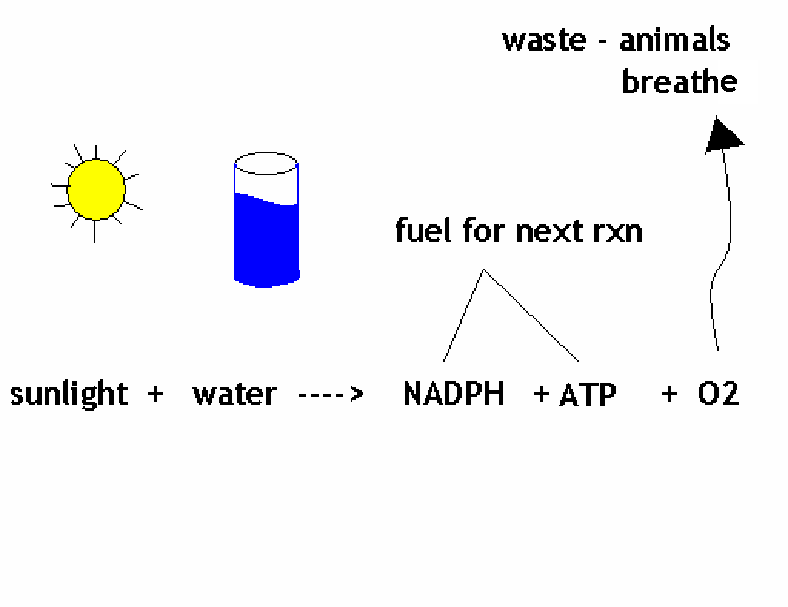 waste - animals
breathe
fuel for next rxn
sunlight + water ----> NADPH + ATP + O2